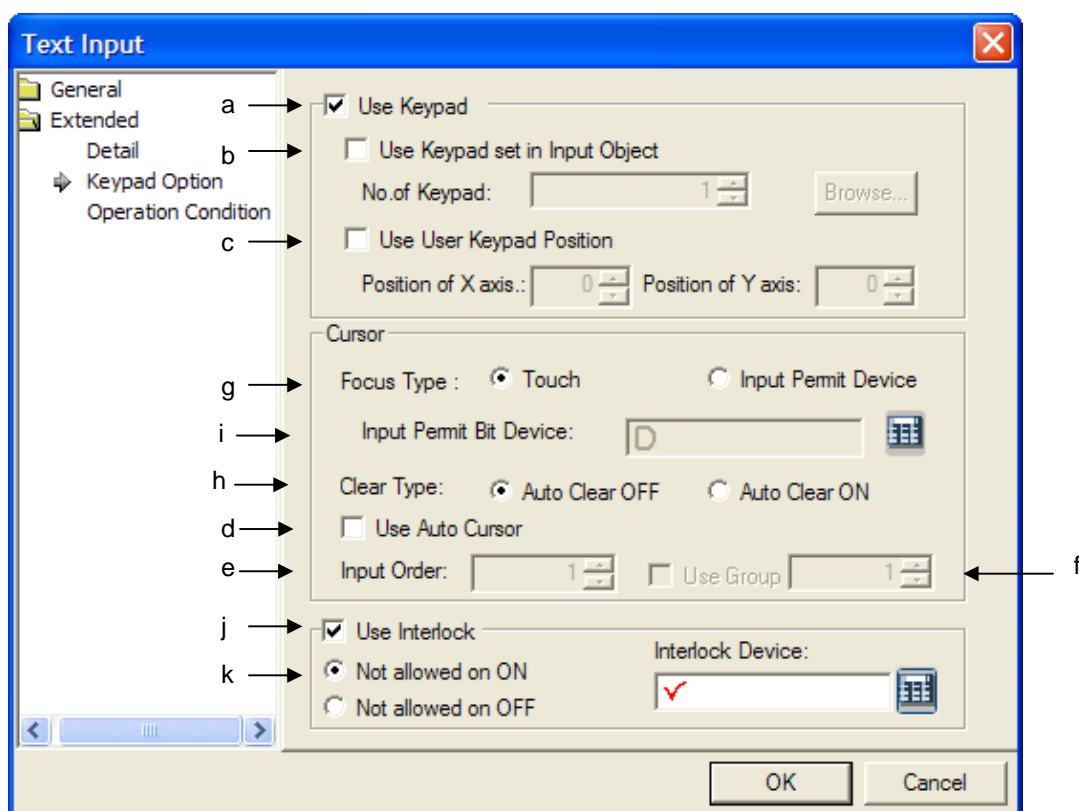 Text Input
General
Extended
Detail
Keypad Option
Operation Condition
a Use Keypad
b Use Keypad set in Input Object
No.of Keypad: 1 Browse...
c Use User Keypad Position
Position of X axis.: 0 Position of Y axis: 0
Cursor
g Focus Type : Touch Input Permit Device
i Input Permit Bit Device: D
h Clear Type: Auto Clear OFF Auto Clear ON
d Use Auto Cursor
e Input Order: 1 Use Group 1 f
j Use Interlock
k Not allowed on ON
Interlock Device:
Not allowed on OFF
OK Cancel